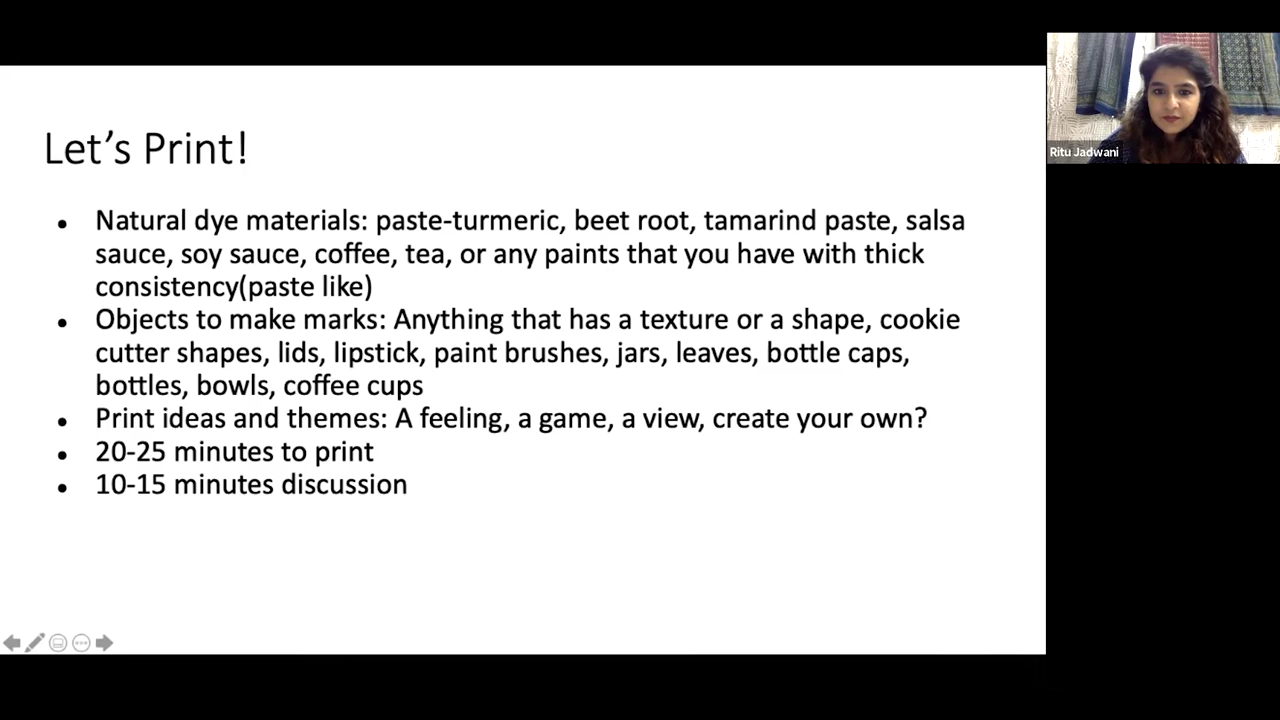 Let's Print!
• Natural dye materials: paste-turmeric, beet root, tamarind paste, salsa
sauce, soy sauce, coffee, tea, or any paints that you have with thick
consistency(paste like)
• Objects to make marks: Anything that has a texture or a shape, cookie
cutter shapes, lids, lipstick, paint brushes, jars, leaves, bottle caps,
bottles, bowls, coffee cups
• Print ideas and themes: A feeling, a game, a view, create your own?
• 20-25 minutes to print
• 10-15 minutes discussion
Ritu Jadwani